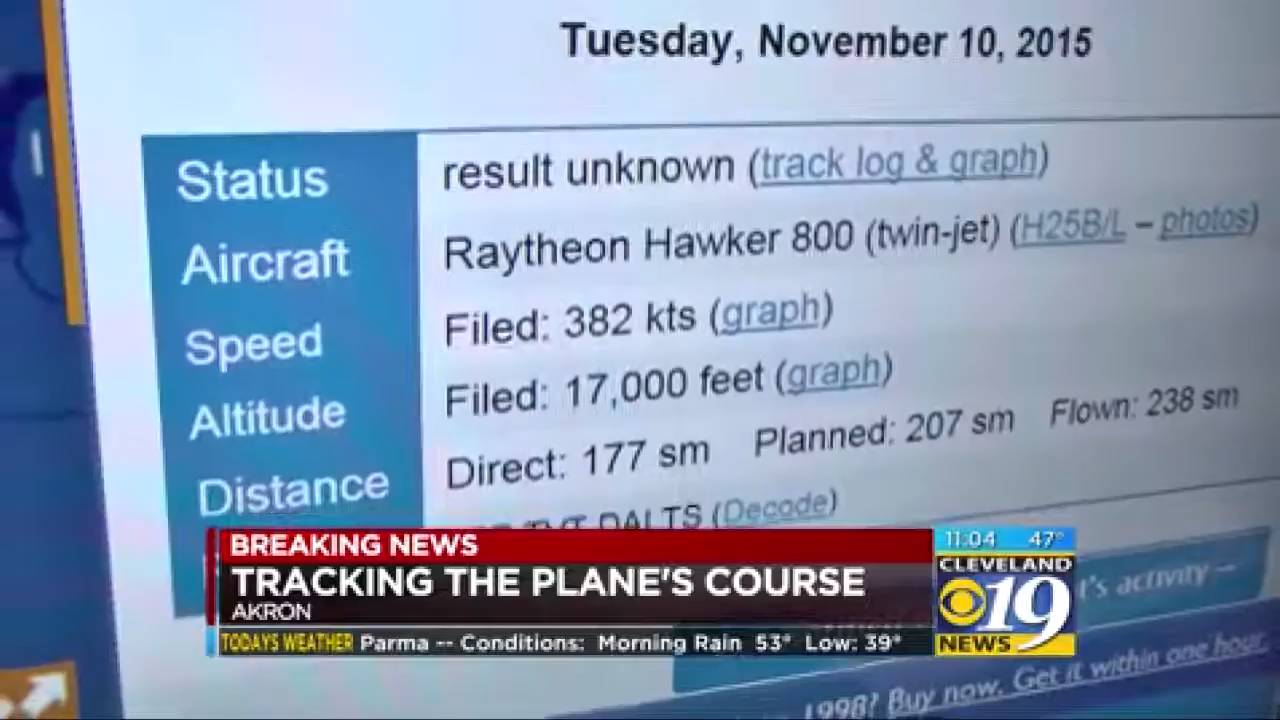 Tuesday, November 10, 2015
Status result unknown (track log & graph)
Aircraft Raytheon Hawker 800 (twin-jet) (H25B/L – photos)
Speed Filed: 382 kts (graph)
Altitude Filed: 17,000 feet (graph)
Distance Direct: 177 sm Planned: 207 sm Flown: 238 sm
DALTS (Decode)
BREAKING NEWS
TRACKING THE PLANE'S COURSE
AKRON
11:04 47°
CLEVELAND
19
NEWS
TODAYS WEATHER Parma -- Conditions: Morning Rain 53° Low: 39°
t's activity –
1998? Buy now. Get it within one hour.